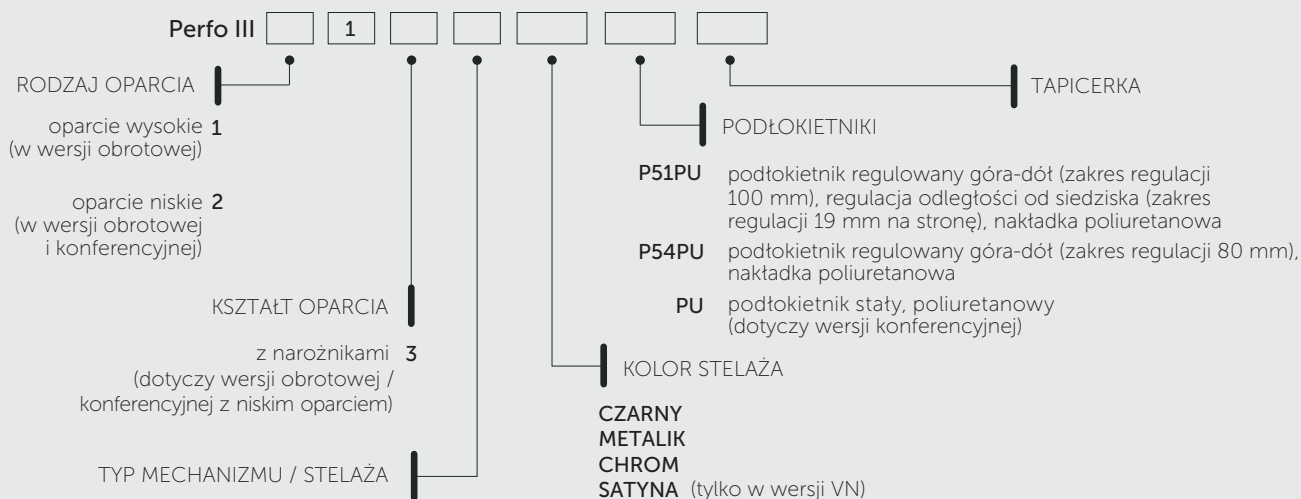 Perfo III 1
RODZAJ OPARCIA
oparcie wysokie 1
(w wersji obrotowej)
oparcie niskie 2
(w wersji obrotowej
i konferencyjnej)
KSZTAŁT OPARCIA
z narożnikami 3
(dotyczy wersji obrotowej /
konferencyjnej z niskim oparciem)
TYP MECHANIZMU / STELAŻA
KOLOR STELAŻA
CZARNY
METALIK
CHROM
SATYNA (tylko w wersji VN)
PODŁOKIETNIKI
P51PU podłokietnik regulowany góra-dół (zakres regulacji
100 mm), regulacja odległości od siedziska (zakres
regulacji 19 mm na stronę), nakładka poliuretanowa
P54PU podłokietnik regulowany góra-dół (zakres regulacji 80 mm),
nakładka poliuretanowa
PU podłokietnik stały, poliuretanowy
(dotyczy wersji konferencyjnej)
TAPICERKA